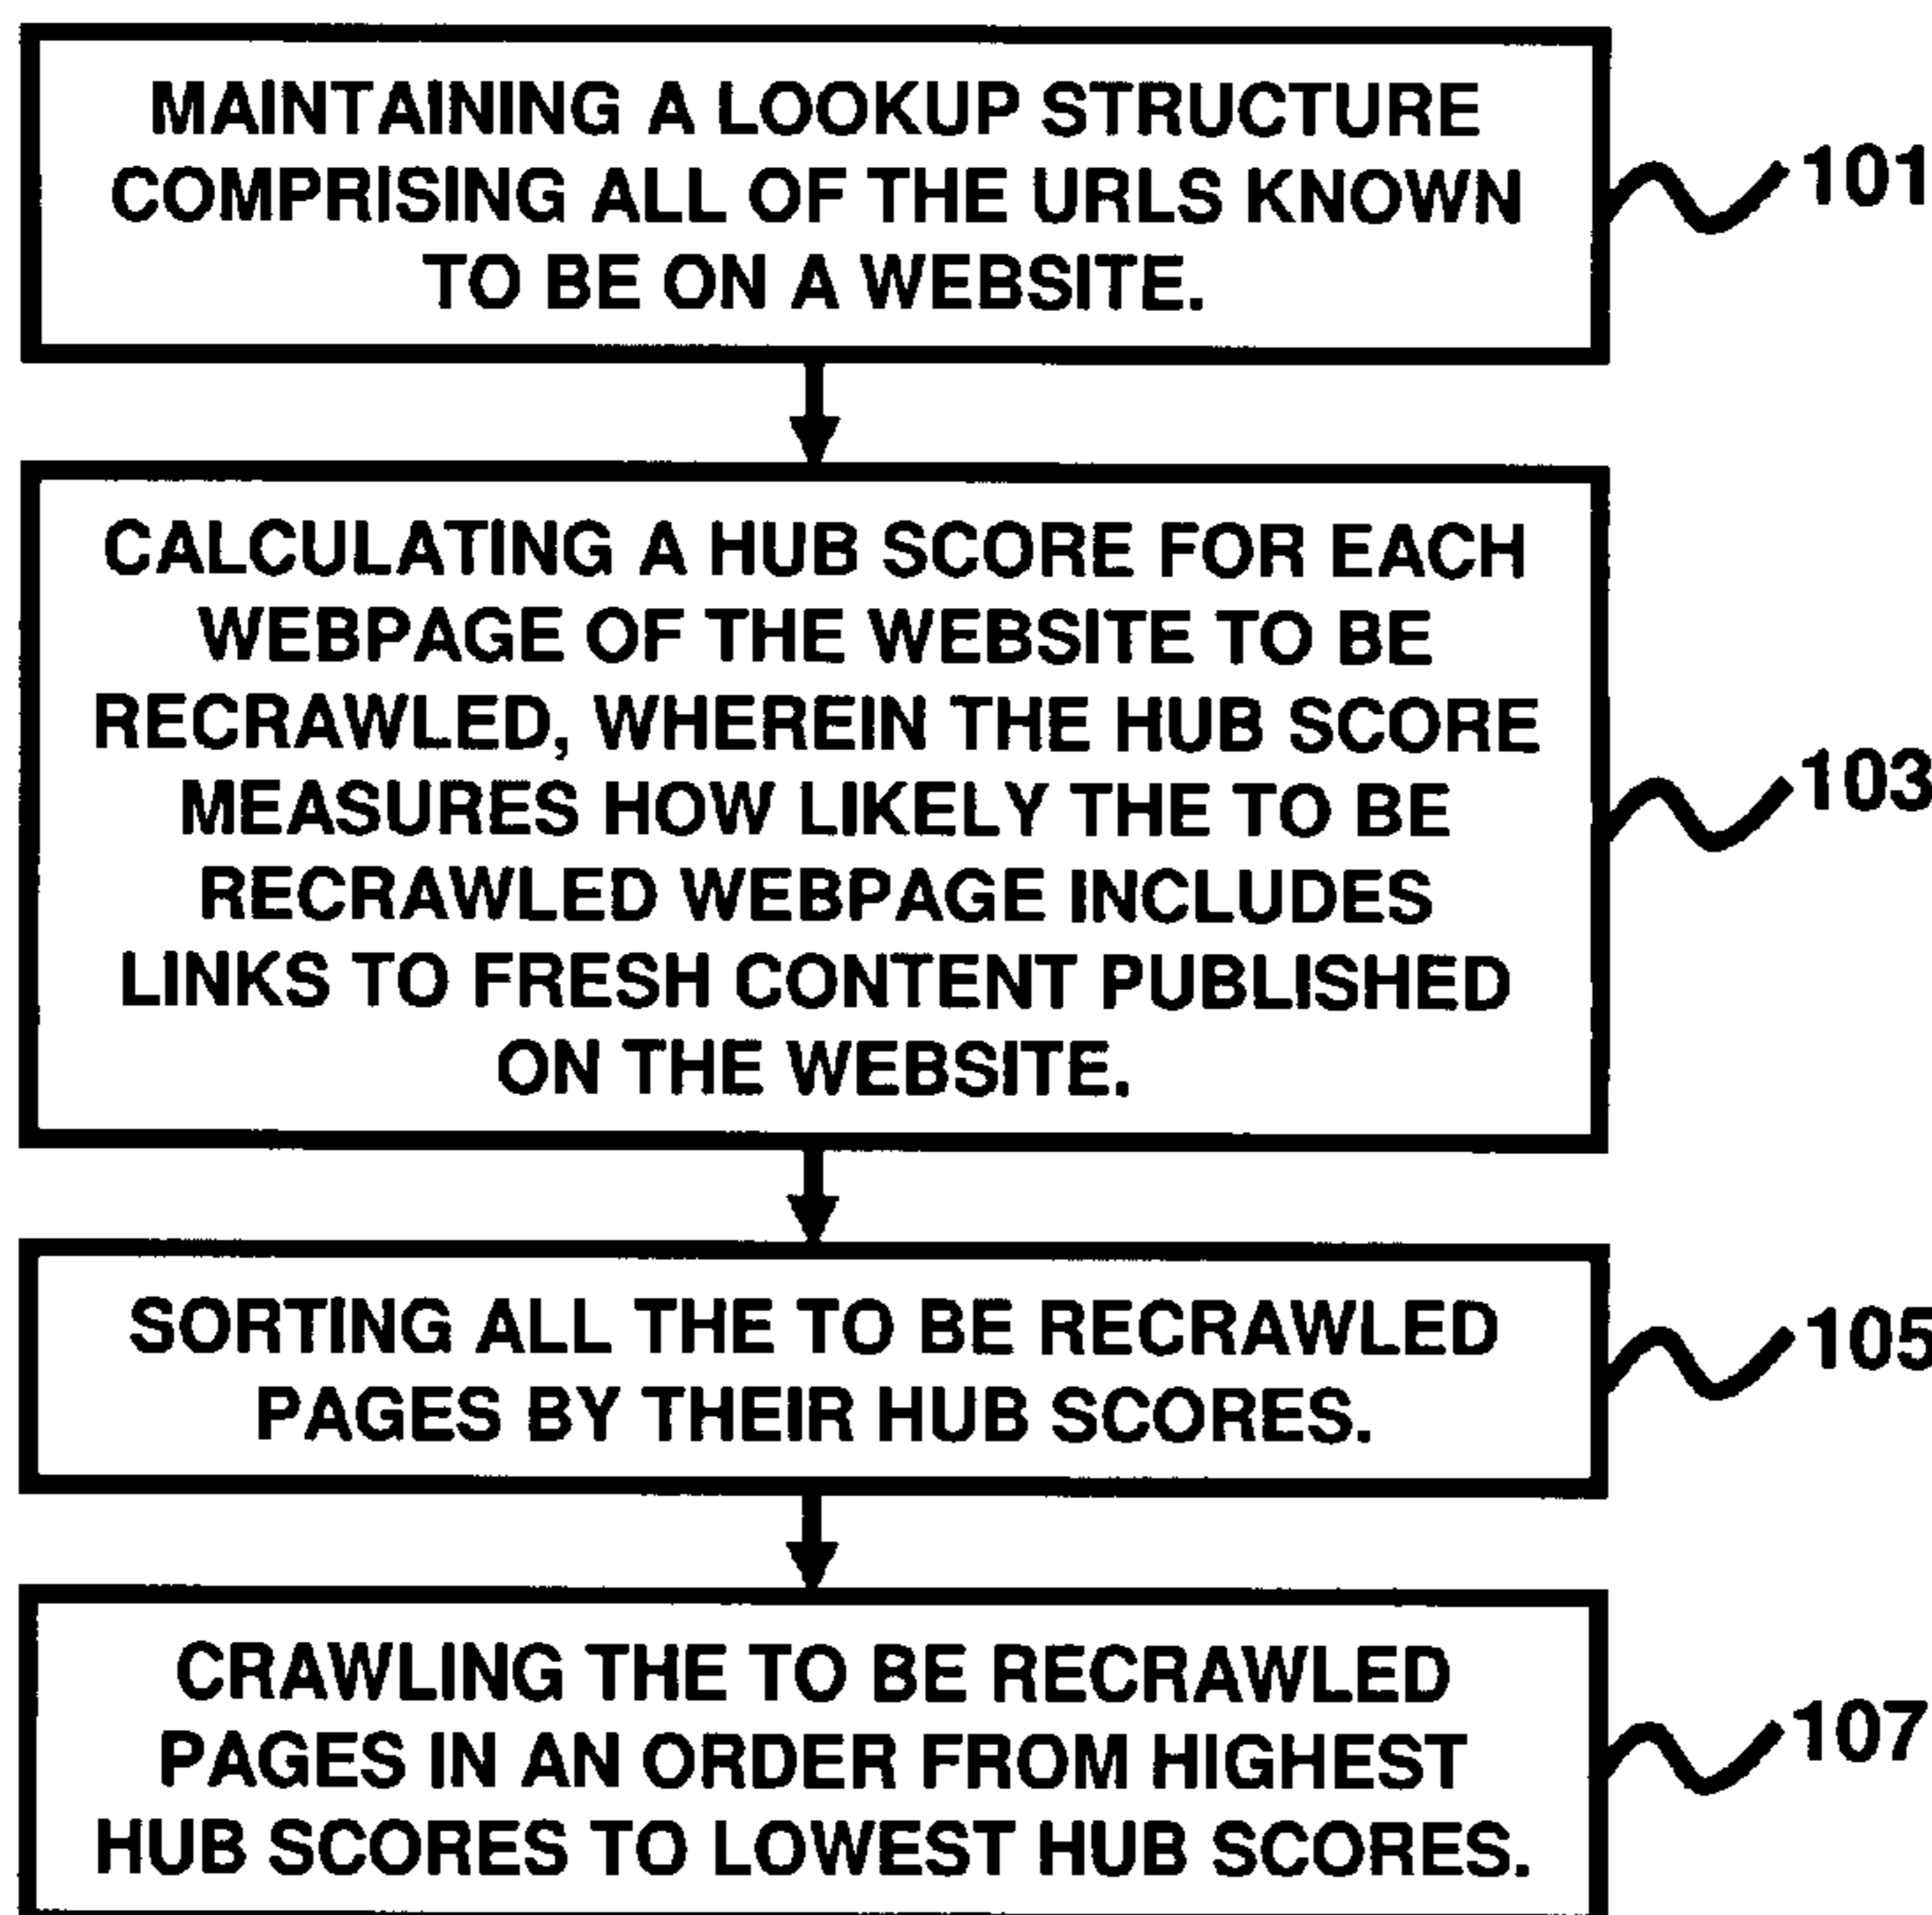 MAINTAINING A LOOKUP STRUCTURE
COMPRISING ALL OF THE URLS KNOWN
TO BE ON A WEBSITE.
101
CALCULATING A HUB SCORE FOR EACH
WEBPAGE OF THE WEBSITE TO BE
RECRAWLED, WHEREIN THE HUB SCORE
MEASURES HOW LIKELY THE TO BE
RECRAWLED WEBPAGE INCLUDES
LINKS TO FRESH CONTENT PUBLISHED
ON THE WEBSITE.
103
SORTING ALL THE TO BE RECRAWLED
PAGES BY THEIR HUB SCORES.
105
CRAWLING THE TO BE RECRAWLED
PAGES IN AN ORDER FROM HIGHEST
HUB SCORES TO LOWEST HUB SCORES.
107